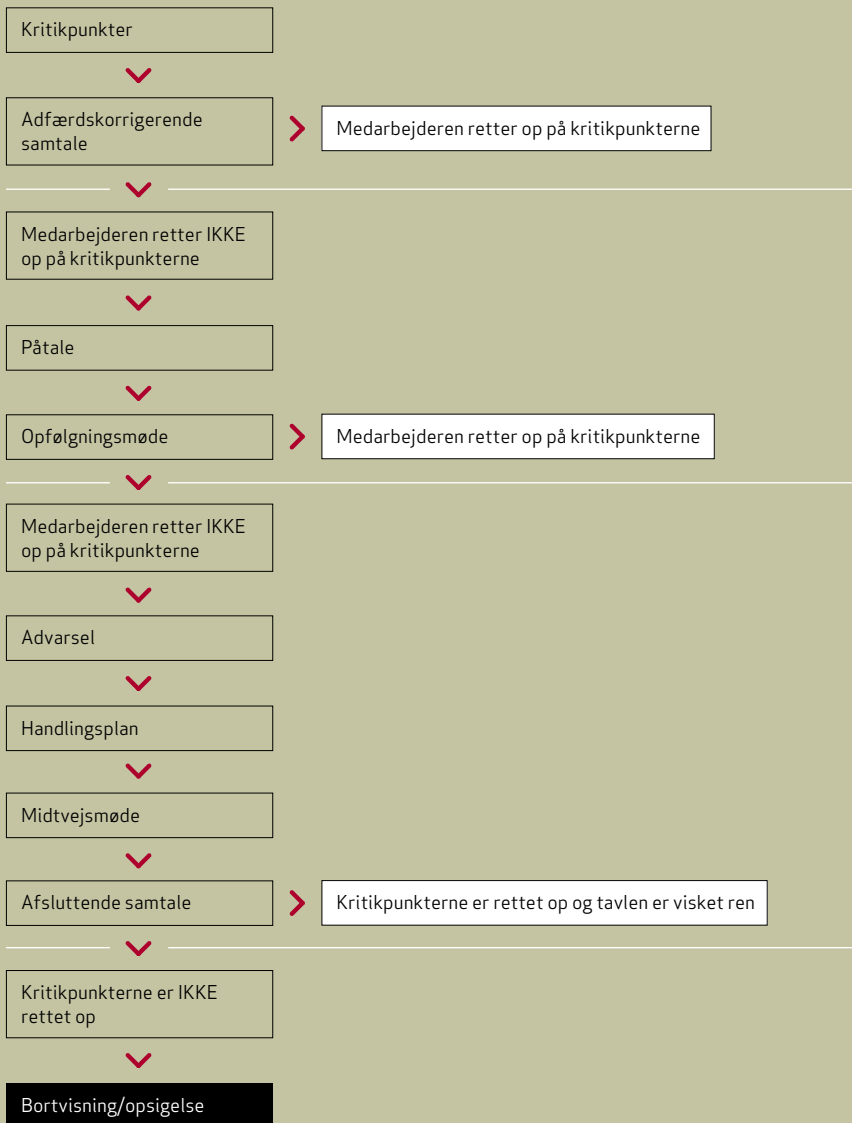 Kritikpunkter
Adfærdskorrigerende
samtale
Medarbejderen retter op på kritikpunkterne
Medarbejderen retter IKKE
op på kritikpunkterne
Påtale
Opfølgningsmøde
Medarbejderen retter op på kritikpunkterne
Medarbejderen retter IKKE
op på kritikpunkterne
Advarsel
Handlingsplan
Midtvejsmøde
Afsluttende samtale
Kritikpunkterne er rettet op og tavlen er visket ren
Kritikpunkterne er IKKE
rettet op
Bortvisning/opsigelse